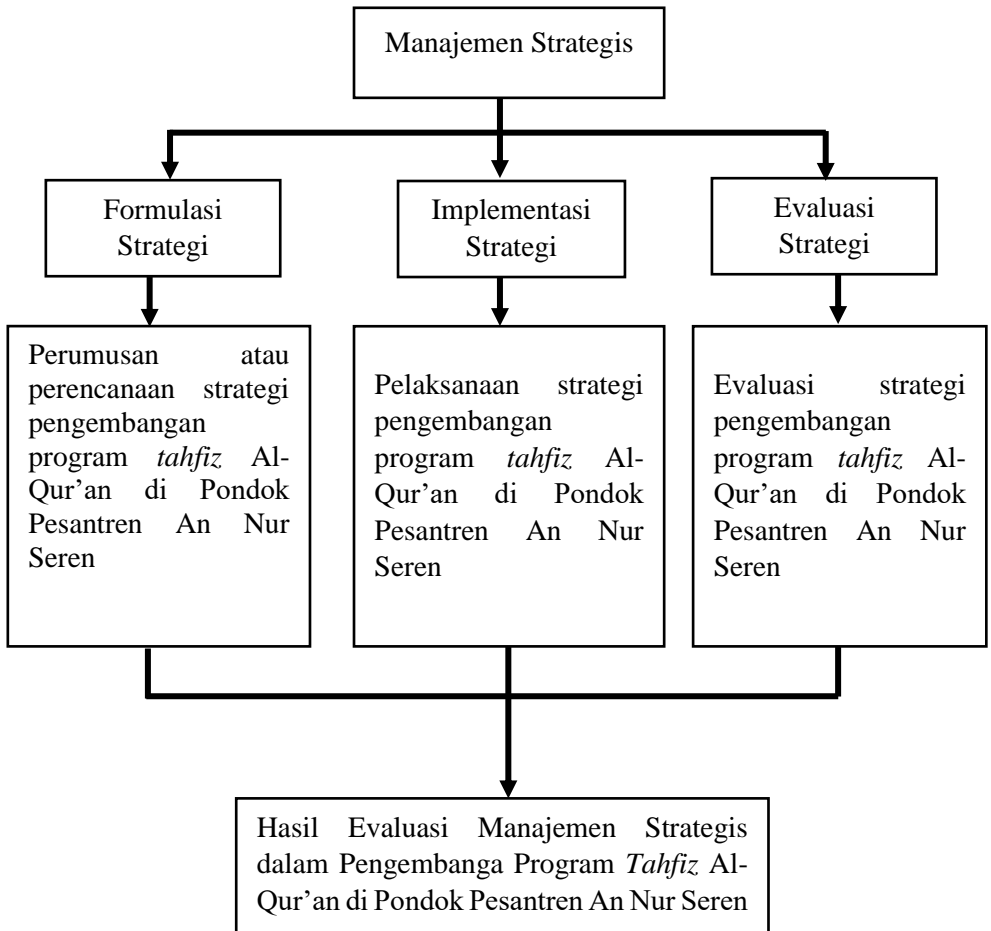 Manajemen Strategis
Formulasi
Strategi
Implementasi
Strategi
Evaluasi
Strategi
Perumusan atau
perencanaan strategi
pengembangan
program tahfiz Al-
Qur’an di Pondok
Pesantren An Nur
Seren
Pelaksanaan strategi
pengembangan
program tahfiz Al-
Qur’an di Pondok
Pesantren An Nur
Seren
Evaluasi strategi
pengembangan
program tahfiz Al-
Qur’an di Pondok
Pesantren An Nur
Seren
Hasil Evaluasi Manajemen Strategis
dalam Pengembanga Program Tahfiz Al-
Qur’an di Pondok Pesantren An Nur Seren